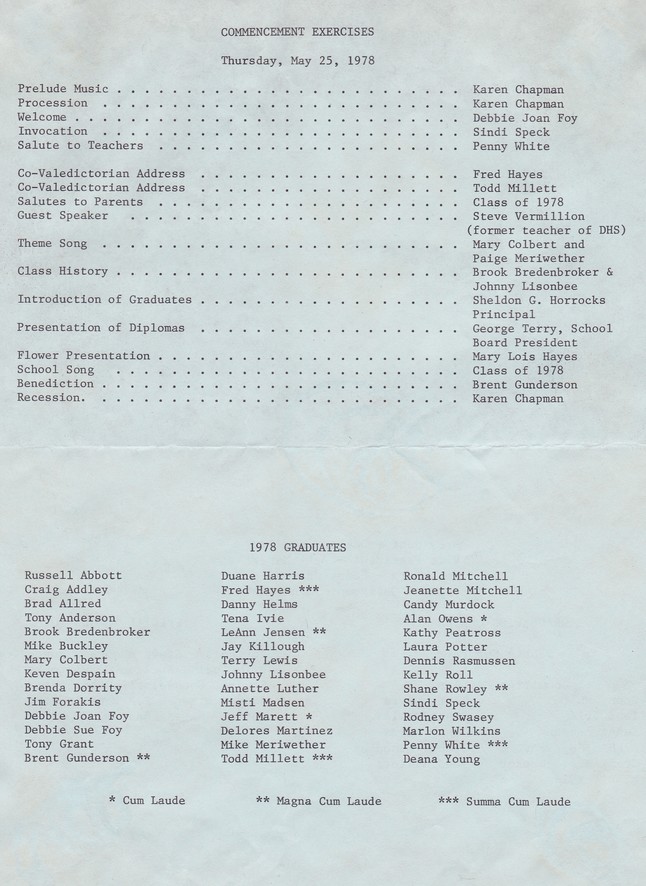 COMMENCEMENT EXERCISES
Thursday, May 25, 1978
Prelude Music . . . . . . . . . . . . . . . . . . . . . . . . . Karen Chapman
Procession . . . . . . . . . . . . . . . . . . . . . . . . . . Karen Chapman
Welcome . . . . . . . . . . . . . . . . . . . . . . . . . . . . Debbie Joan Foy
Invocation . . . . . . . . . . . . . . . . . . . . . . . . . . Sindi Speck
Salute to Teachers . . . . . . . . . . . . . . . . . . . . . . Penny White
Co-Valedictorian Address . . . . . . . . . . . . . . . . . . . Fred Hayes
Co-Valedictorian Address . . . . . . . . . . . . . . . . . . . Todd Millett
Salutes to Parents . . . . . . . . . . . . . . . . . . . . . . Class of 1978
Guest Speaker . . . . . . . . . . . . . . . . . . . . . . . . Steve Vermillion
(former teacher of DHS)
Theme Song . . . . . . . . . . . . . . . . . . . . . . . . . . Mary Colbert and
Paige Meriwether
Class History . . . . . . . . . . . . . . . . . . . . . . . . . Brook Bredenbroker &
Johnny Lisonbee
Introduction of Graduates . . . . . . . . . . . . . . . . . . . Sheldon G. Horrocks
Principal
Presentation of Diplomas . . . . . . . . . . . . . . . . . . . George Terry, School
Board President
Flower Presentation . . . . . . . . . . . . . . . . . . . . . . Mary Lois Hayes
School Song . . . . . . . . . . . . . . . . . . . . . . . . . Class of 1978
Benediction . . . . . . . . . . . . . . . . . . . . . . . . . . Brent Gunderson
Recession. . . . . . . . . . . . . . . . . . . . . . . . . . . Karen Chapman
1978 GRADUATES
Russell Abbott
Craig Addley
Brad Allred
Tony Anderson
Brook Bredenbroker
Mike Buckley
Mary Colbert
Keven Despain
Brenda Dorrity
Jim Forakis
Debbie Joan Foy
Debbie Sue Foy
Tony Grant
Brent Gunderson **
Duane Harris
Fred Hayes ***
Danny Helms
Tena Ivie
LeAnn Jensen **
Jay Killough
Terry Lewis
Johnny Lisonbee
Annette Luther
Misti Madsen
Jeff Marett *
Delores Martinez
Mike Meriwether
Todd Millett ***
Ronald Mitchell
Jeanette Mitchell
Candy Murdock
Alan Owens *
Kathy Peatross
Laura Potter
Dennis Rasmussen
Kelly Roll
Shane Rowley **
Sindi Speck
Rodney Swasey
Marlon Wilkins
Penny White ***
Deana Young
* Cum Laude ** Magna Cum Laude *** Summa Cum Laude